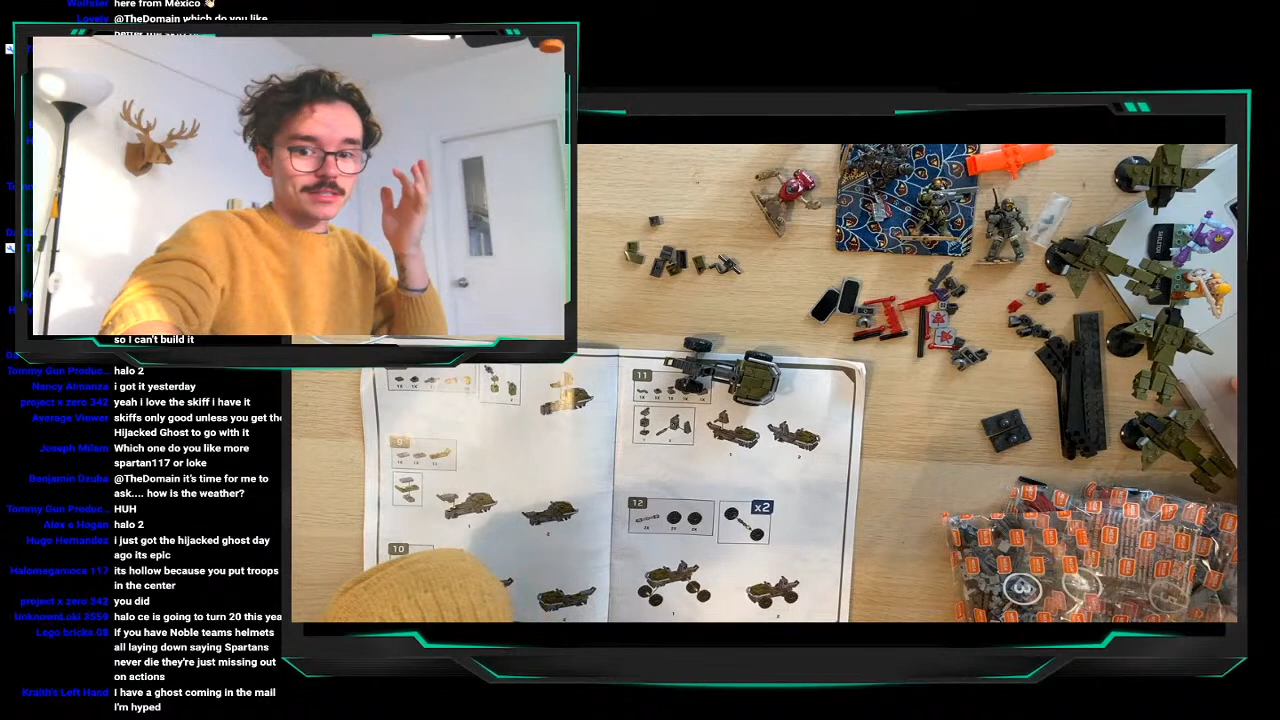 Wallster here from México 👋🏻
Lovely @TheDomain which do you like
so I can't build it
halo 2
Nancy Almanza i got it yesterday
project x zero 342 yeah i love the skiff i have it
Average Viewer skiffs only good unless you get the
Hijacked Ghost to go with it
Joseph Milam Which one do you like more
spartan117 or loke
Benjamin Dzuba @TheDomain it's time for me to
ask.... how is the weather?
Tommy Gun Produc... HUH
Alex o Hogan halo 2
Hugo Hernandez i just got the hijacked ghost day
ago its epic
Halomegamocs 117 its hollow because you put troops
in the center
project x zero 342 you did
UnknownLoki 3559 halo ce is going to turn 20 this yea
Lego bricks 08 If you have Noble teams helmets
all laying down saying Spartans
never die they're just missing out
on actions
Kraith's Left Hand I have a ghost coming in the mail
I'm hyped
9
10
11
12
x2
3